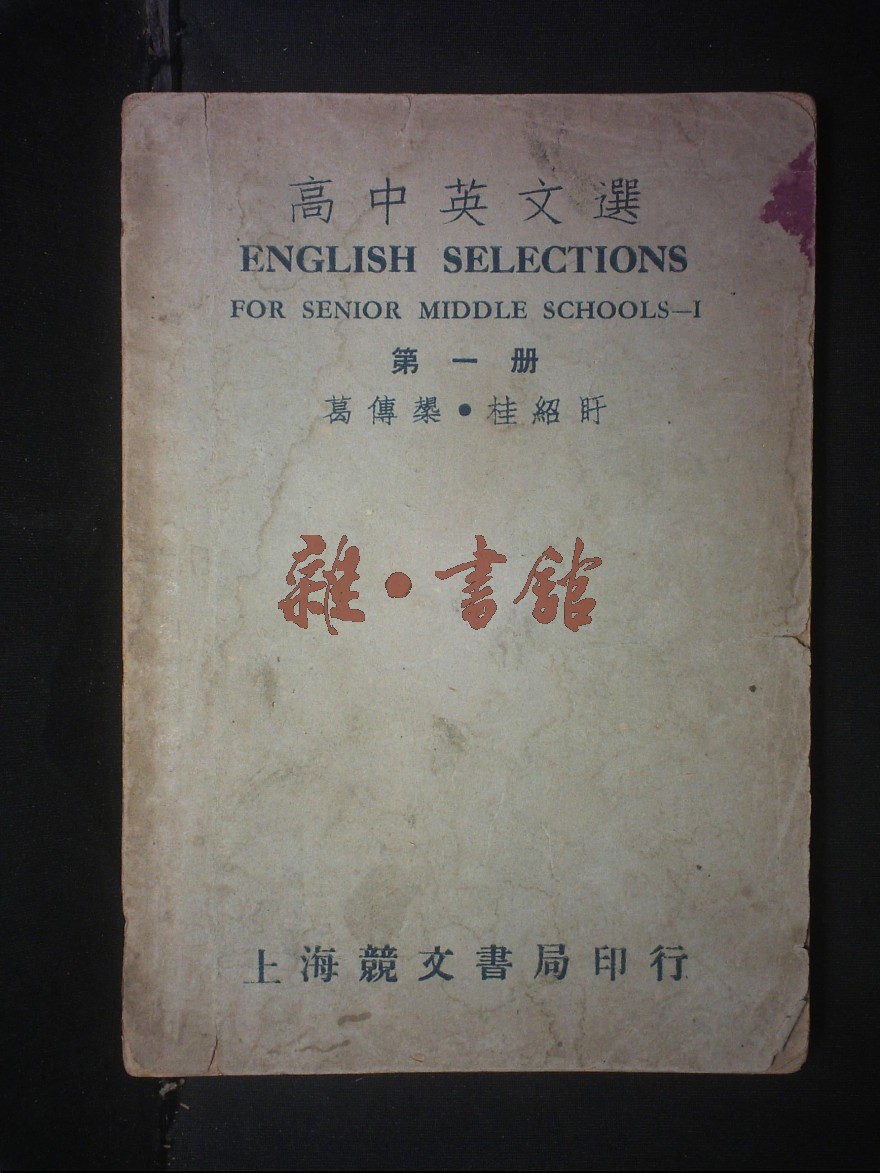 高中英文選
ENGLISH SELECTIONS
FOR SENIOR MIDDLE SCHOOLS—I
第一册
葛傳槼•桂紹盱
雜•書館
上海競文書局印行